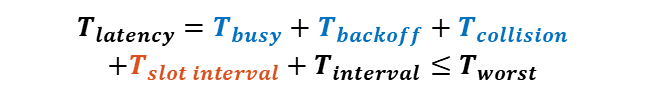 T_latency = T_busy + T_backoff + T_collision
+T_slot interval + T_interval ≤ T_worst